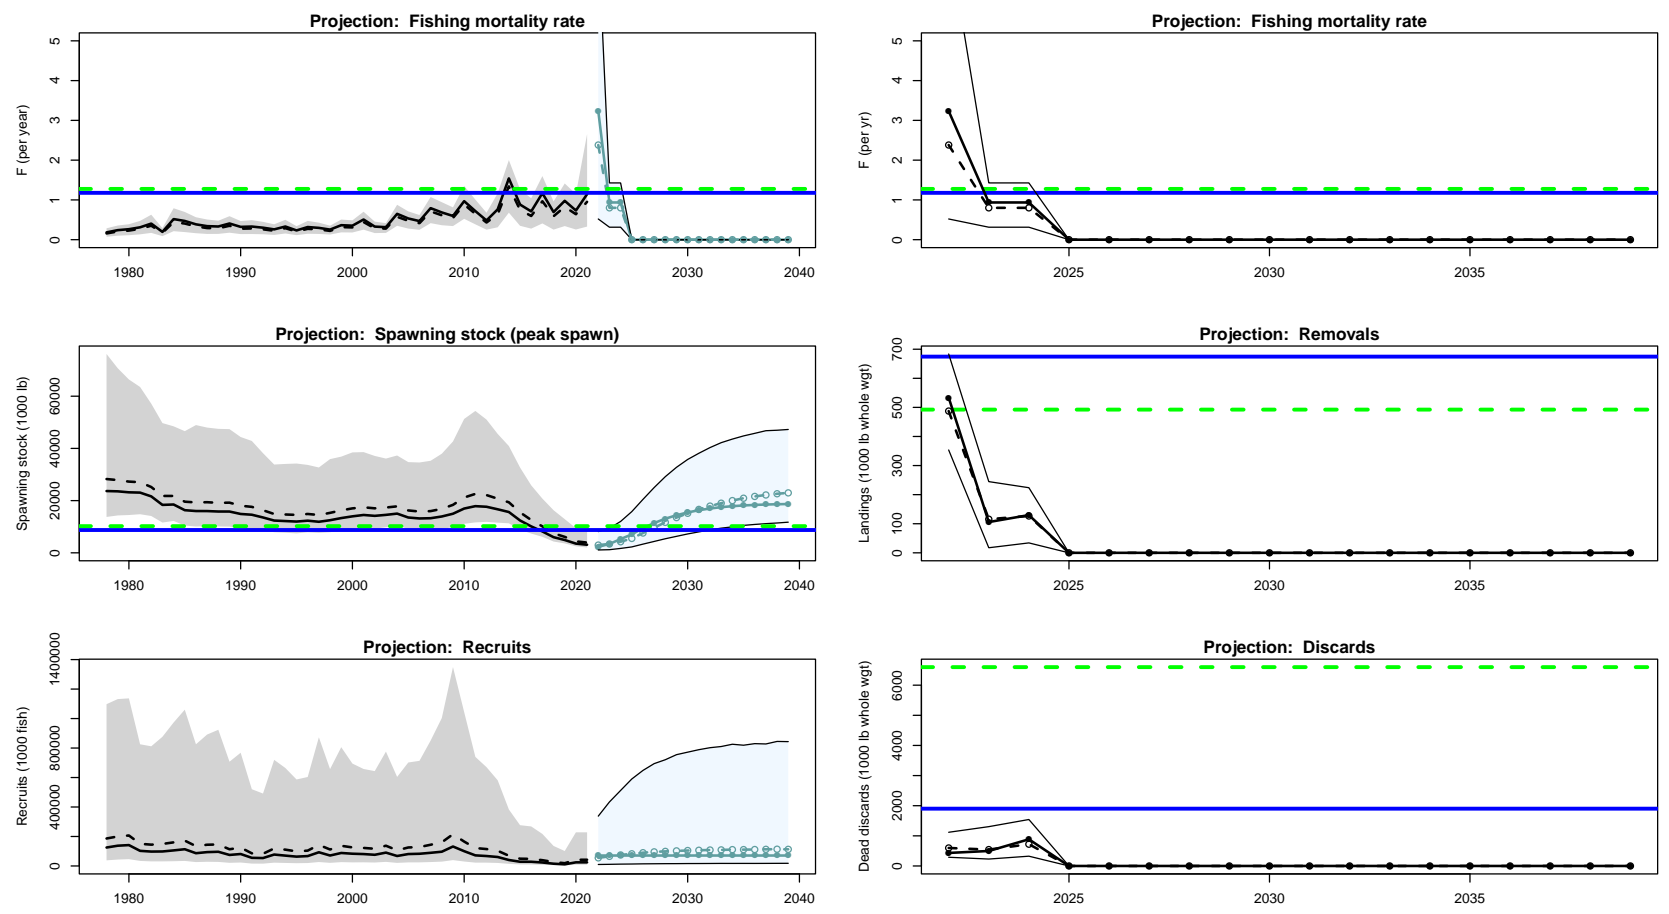 Projection: Fishing mortality rate
F (per year)
0 1 2 3 4 5
1980 1990 2000 2010 2020 2030 2040
Projection: Fishing mortality rate
F (per yr)
0 1 2 3 4 5
2025 2030 2035
Projection: Spawning stock (peak spawn)
Spawning stock (1000 lb)
0 20000 40000 60000
1980 1990 2000 2010 2020 2030 2040
Projection: Removals
Landings (1000 lb whole wgt)
0 100 300 500 700
2025 2030 2035
Projection: Recruits
Recruits (1000 fish)
0 400000 800000 1400000
1980 1990 2000 2010 2020 2030 2040
Projection: Discards
Dead discards (1000 lb whole wgt)
0 2000 4000 6000
2025 2030 2035